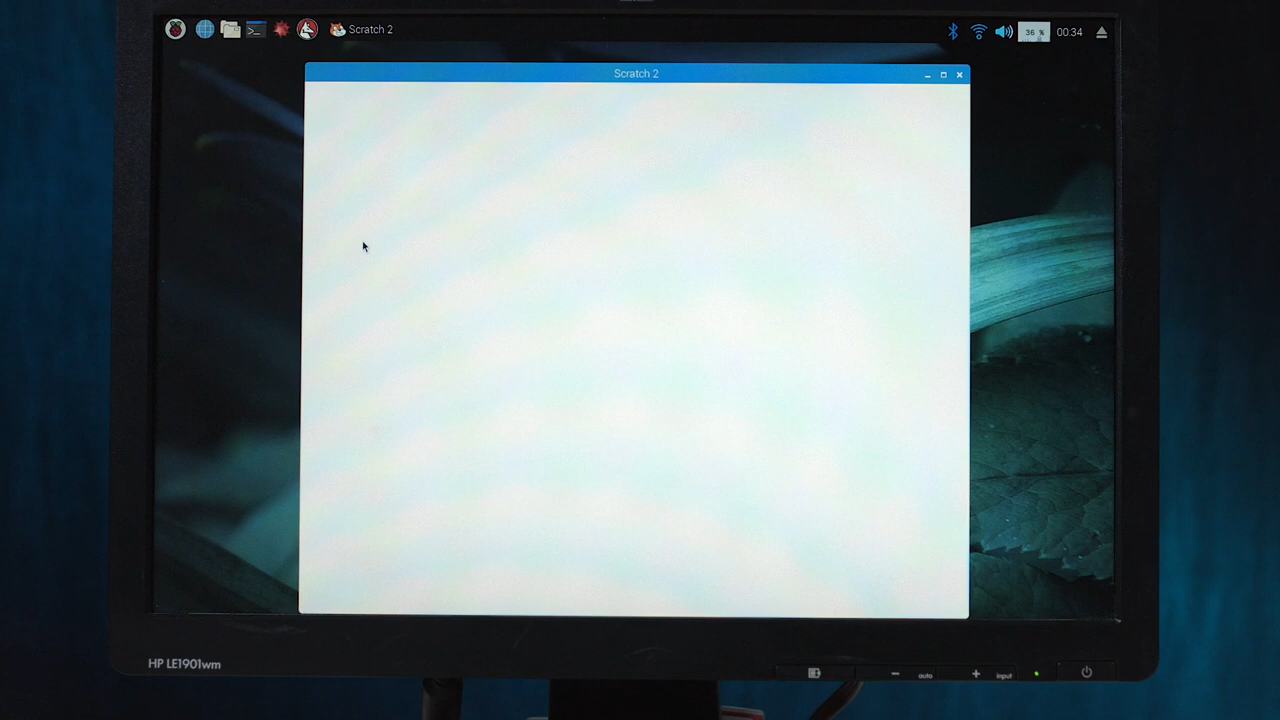 Scratch 2
36 %
00:34
Scratch 2
HP LE1901wm
auto
input